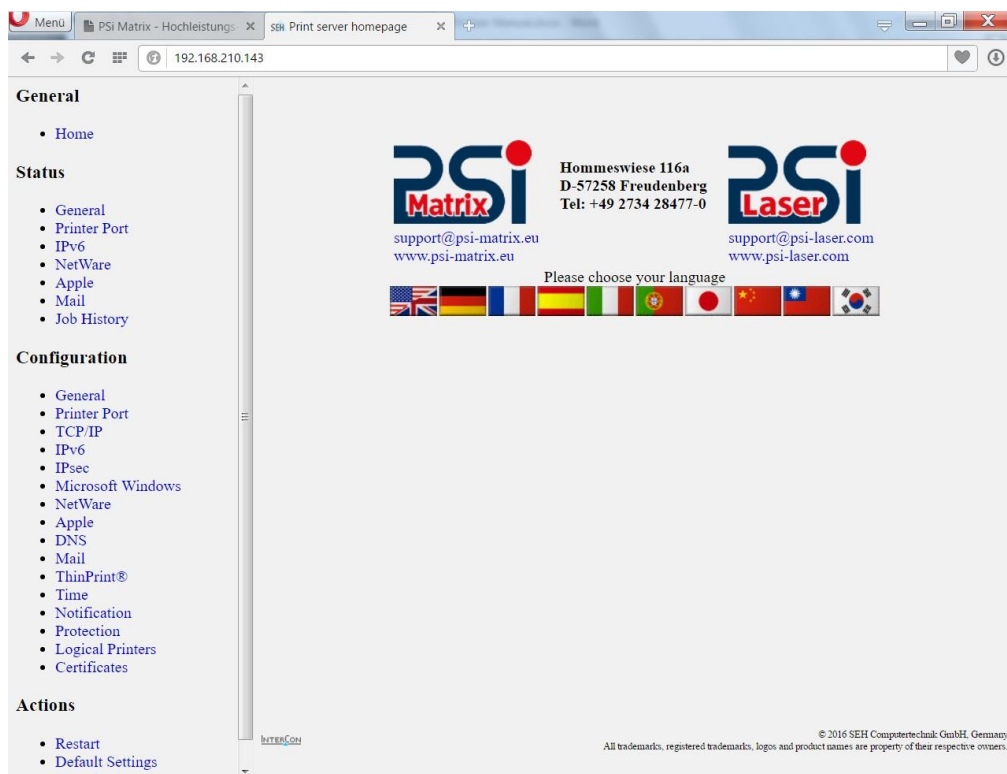 Menü
PSi Matrix - Hochleistungs
SEH Print server homepage
192.168.210.143
General
Home
Status
General
Printer Port
IPv6
NetWare
Apple
Mail
Job History
Configuration
General
Printer Port
TCP/IP
IPv6
IPsec
Microsoft Windows
NetWare
Apple
DNS
Mail
ThinPrint®
Time
Notification
Protection
Logical Printers
Certificates
Actions
Restart
Default Settings
PSi
Matrix
support@psi-matrix.eu
www.psi-matrix.eu
Hommeswiese 116a
D-57258 Freudenberg
Tel: +49 2734 28477-0
PSi
Laser
support@psi-laser.com
www.psi-laser.com
Please choose your language
INTERCON
© 2016 SEH Computertechnik GmbH, Germany
All trademarks, registered trademarks, logos and product names are property of their respective owners.